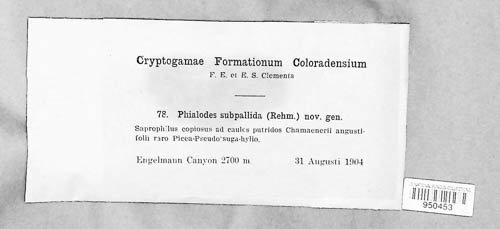 Cryptogamae Formationum Coloradensium
F. E. et E. S. Clements
78. Phialodes subpallida (Rehm.) nov. gen.
Saprophilus copiosus ad caules putridos Chamaenerii angusti-
folii raro Picea-Pseudotsuga-hylio.
Engelmann Canyon 2700 m. 31 Augusti 1904
950453